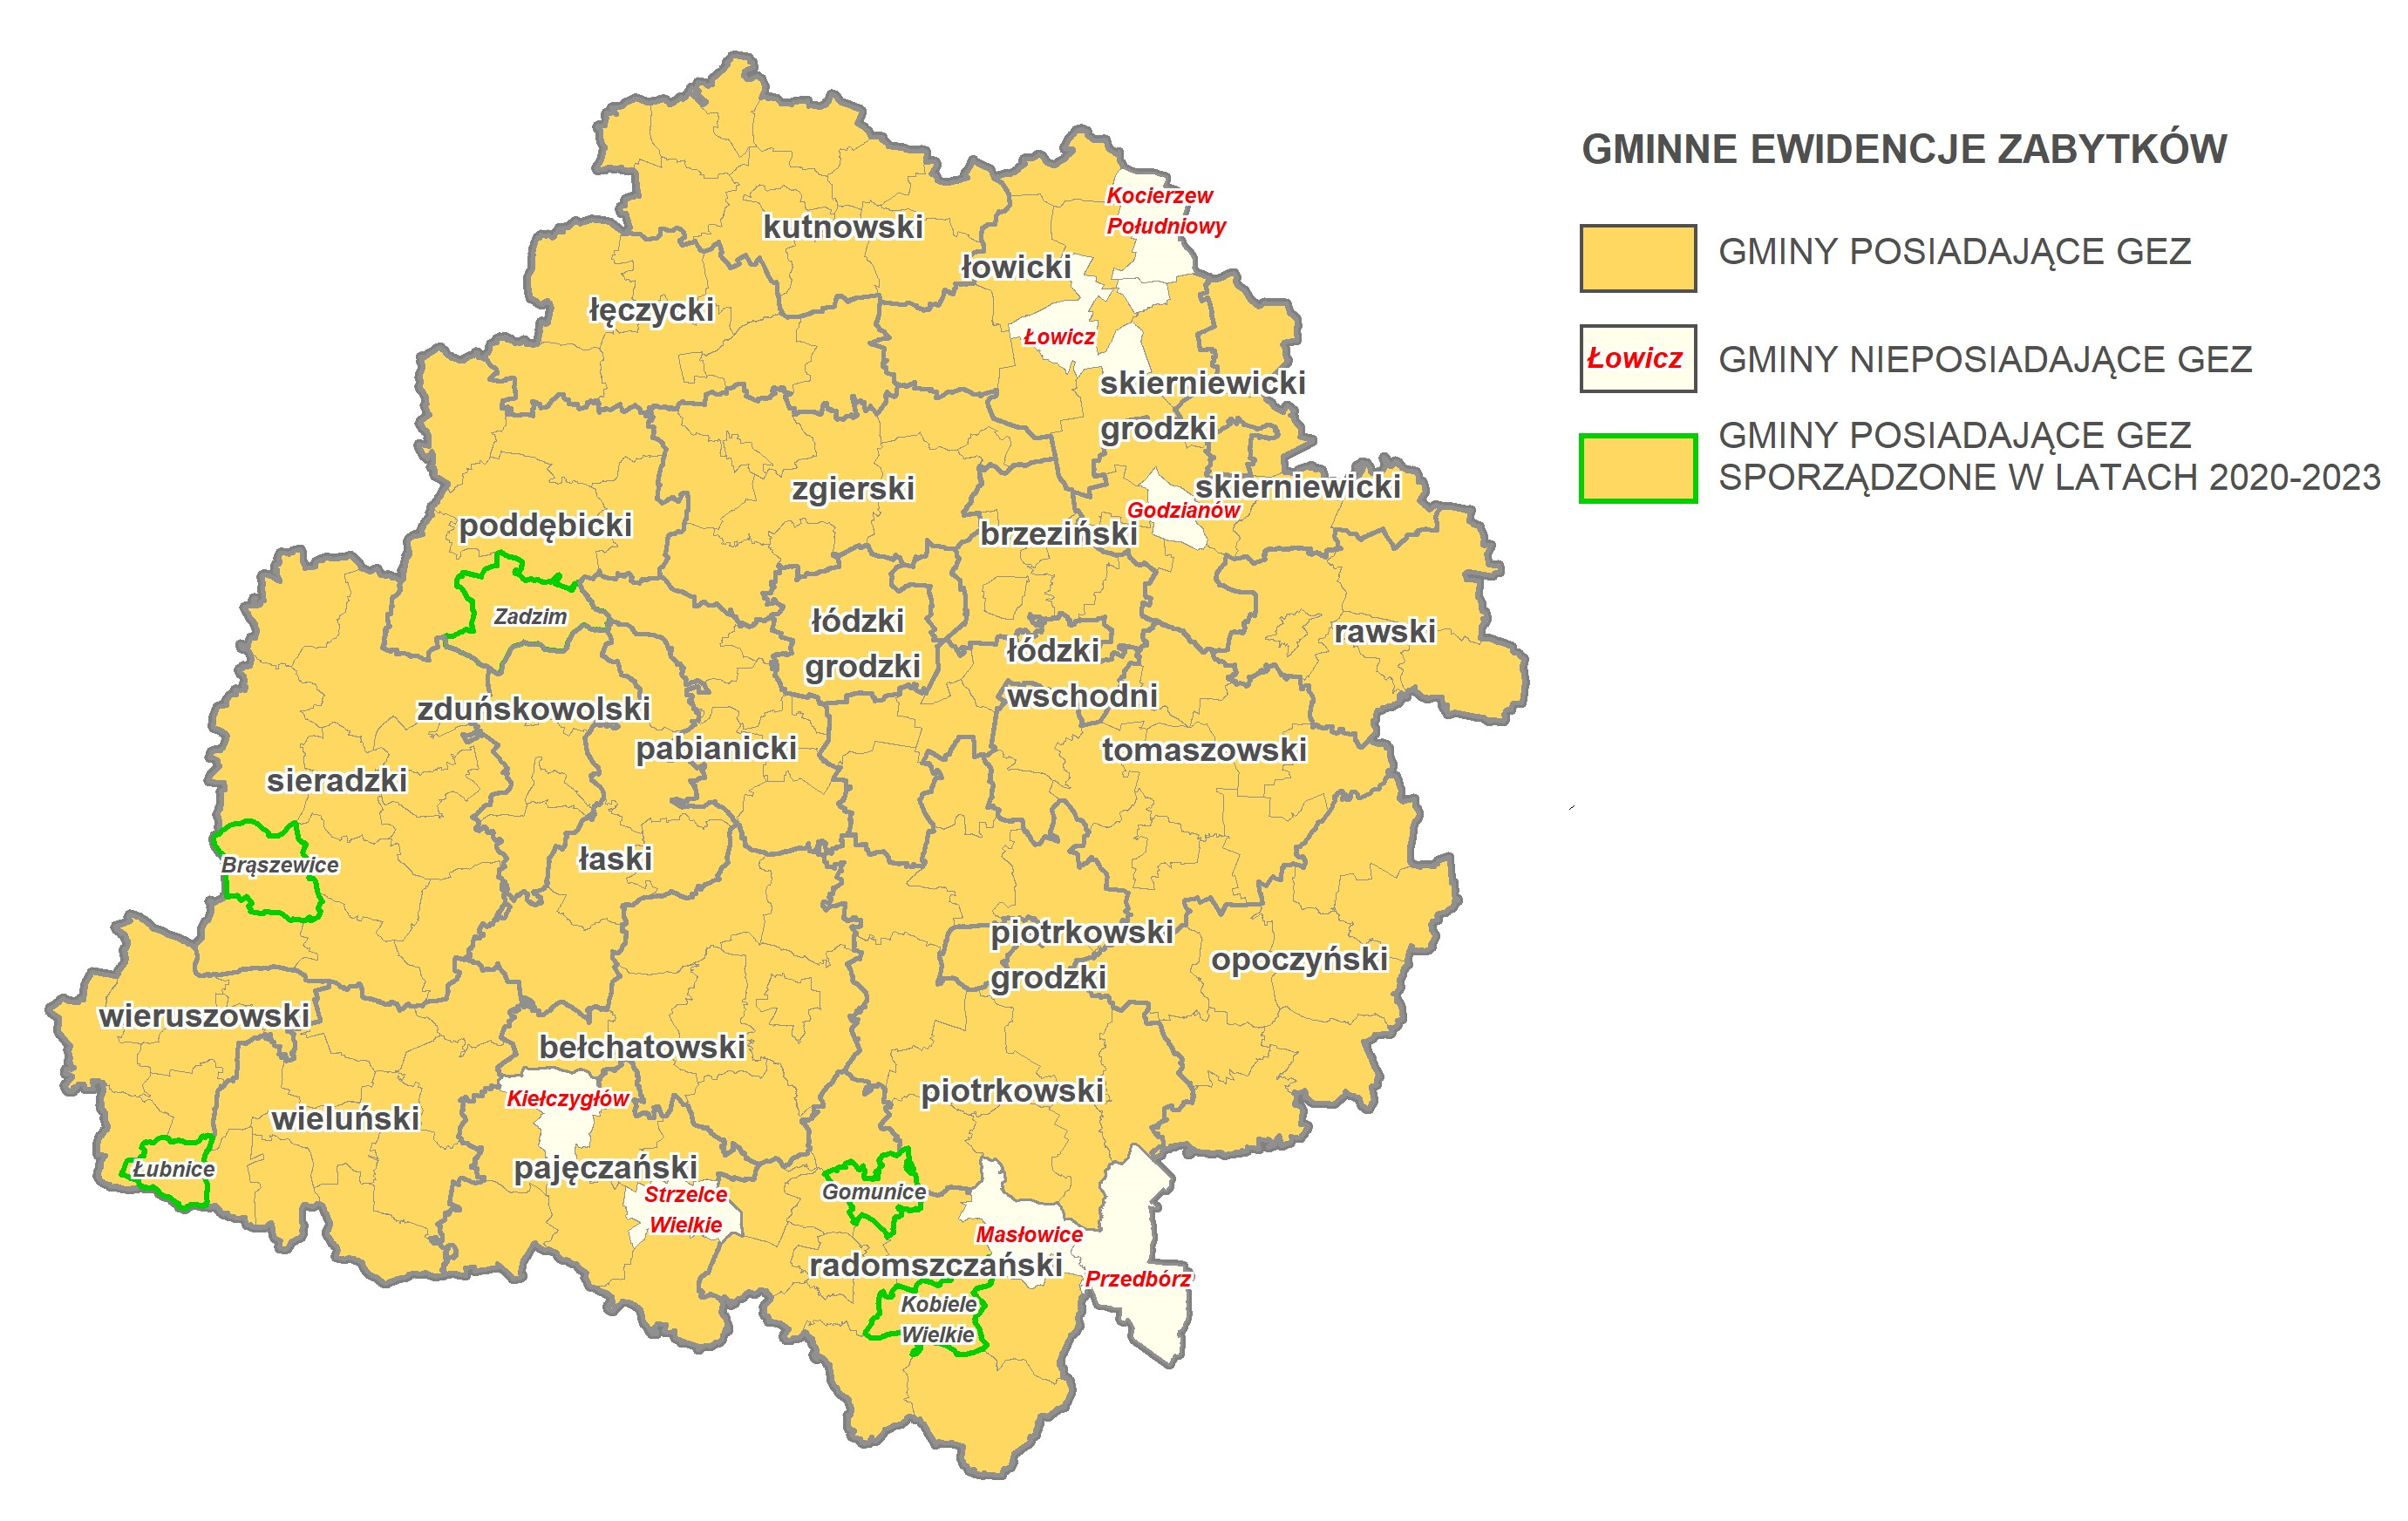 GMINNE EWIDENCJE ZABYTKÓW
GMINY POSIADAJĄCE GEZ
Łowicz
GMINY NIEPOSIADAJĄCE GEZ
GMINY POSIADAJĄCE GEZ
SPORZĄDZONE W LATACH 2020-2023
Kocierzew
Południowy
kutnowski
łowicki
łęczycki
Łowicz
skierniewicki
grodzki
zgierski
skierniewicki
Godzianów
poddębicki
brzeziński
Zadzim
łódzki
grodzki
rawski
łódzki
wschodni
zduńskowolski
pabianicki
tomaszowski
sieradzki
łaski
Brąszewice
piotrkowski
grodzki
opoczyński
wieruszowski
bełchatowski
piotrkowski
Kiełczygłów
wieluński
pajęczański
Łubnice
Strzelce
Wielkie
Gomunice
Masłowice
radomszczański
Przedbórz
Kobiele
Wielkie